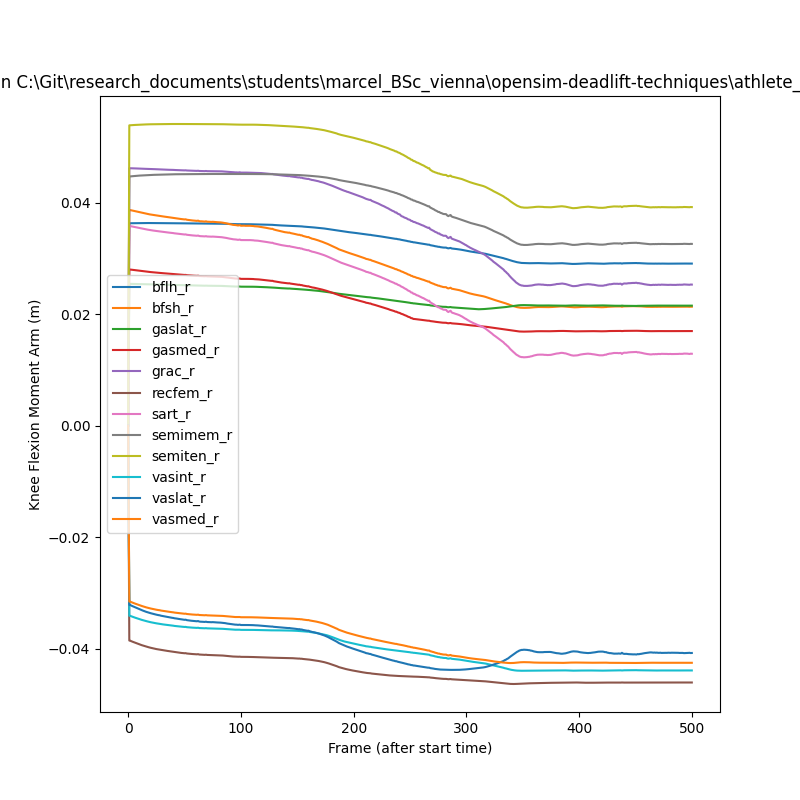 n C:\Git\research_documents\students\marcel_BSc_vienna\opensim-deadlift-techniques\athlete_
Knee Flexion Moment Arm (m)
0.04
0.02
0.00
−0.02
−0.04
bflh_r
bfsh_r
gaslat_r
gasmed_r
grac_r
recfem_r
sart_r
semimem_r
semiten_r
vasint_r
vaslat_r
vasmed_r
0
100
200
300
400
500
Frame (after start time)